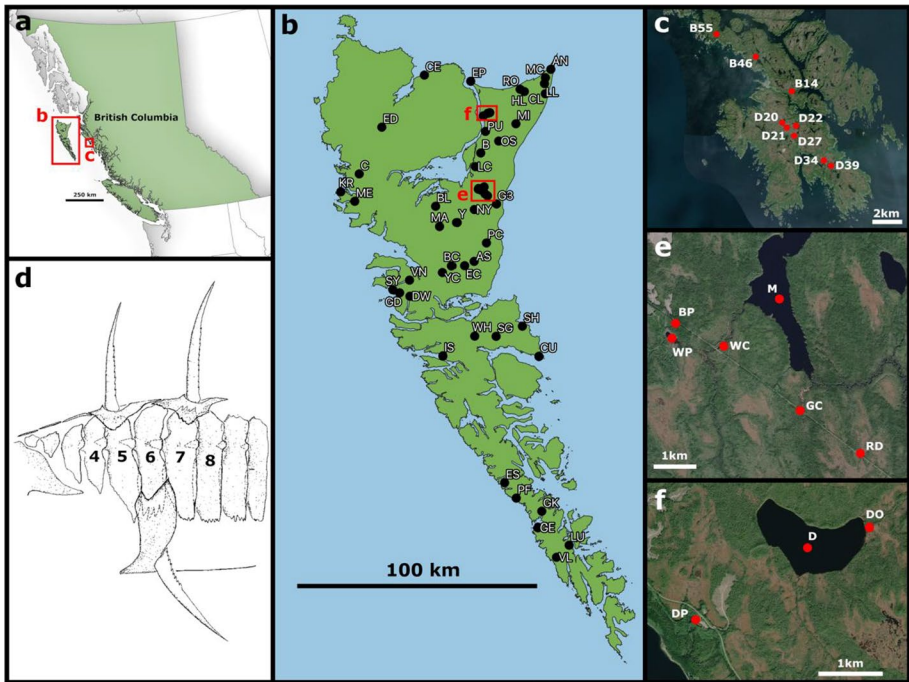 a
British Columbia
b
c
250 km
b
AN
MC
CE
EP
RO
HL
CL
LL
f
MI
ED
PU
OS
B
LC
C
e
KR
ME
BL
G3
NY
MA
Y
PC
BC
AS
VN
YC
EC
SY
GD
DW
SH
WH
SG
IS
CU
ES
PF
GK
GE
LU
VL
100 km
c
B55
B46
B14
D20
D22
D21
D27
D34
D39
2km
d
4 5 6 7 8
e
M
BP
WP
WC
GC
RD
1km
f
DO
D
DP
1km